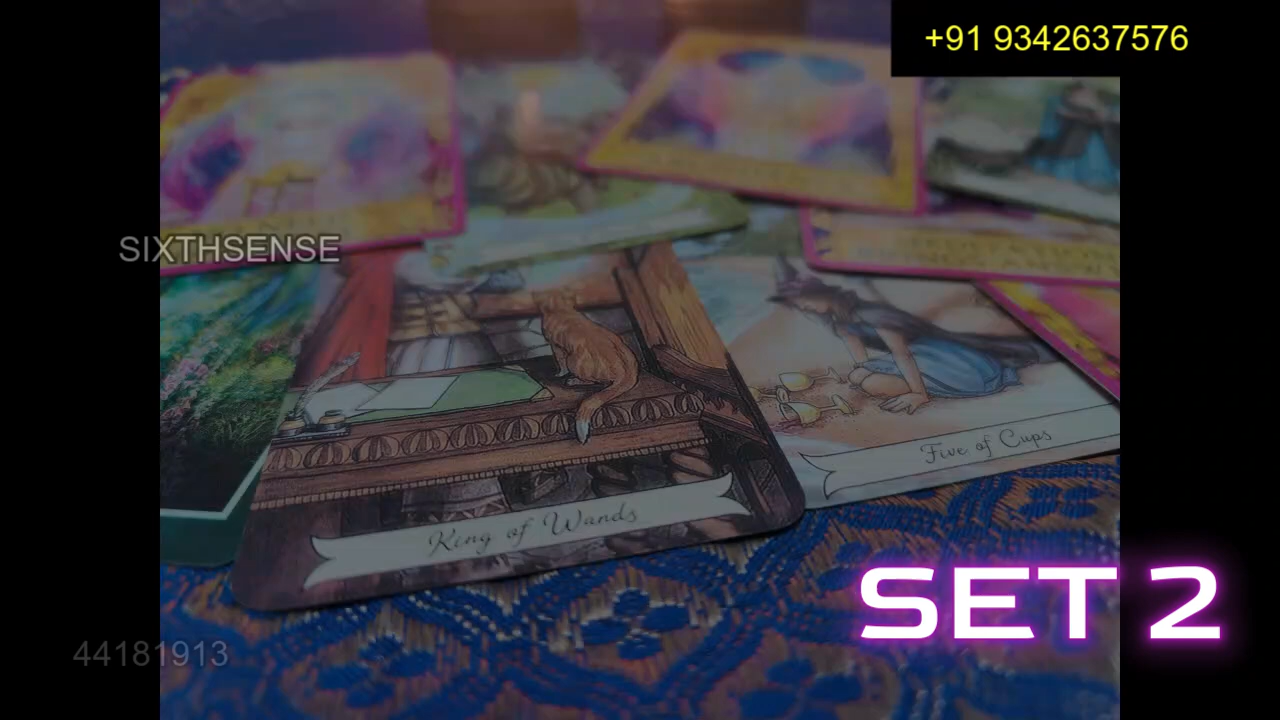 +91 9342637576
SIXTHSENSE
Five of Cups
King of Wands
SET 2
44181913